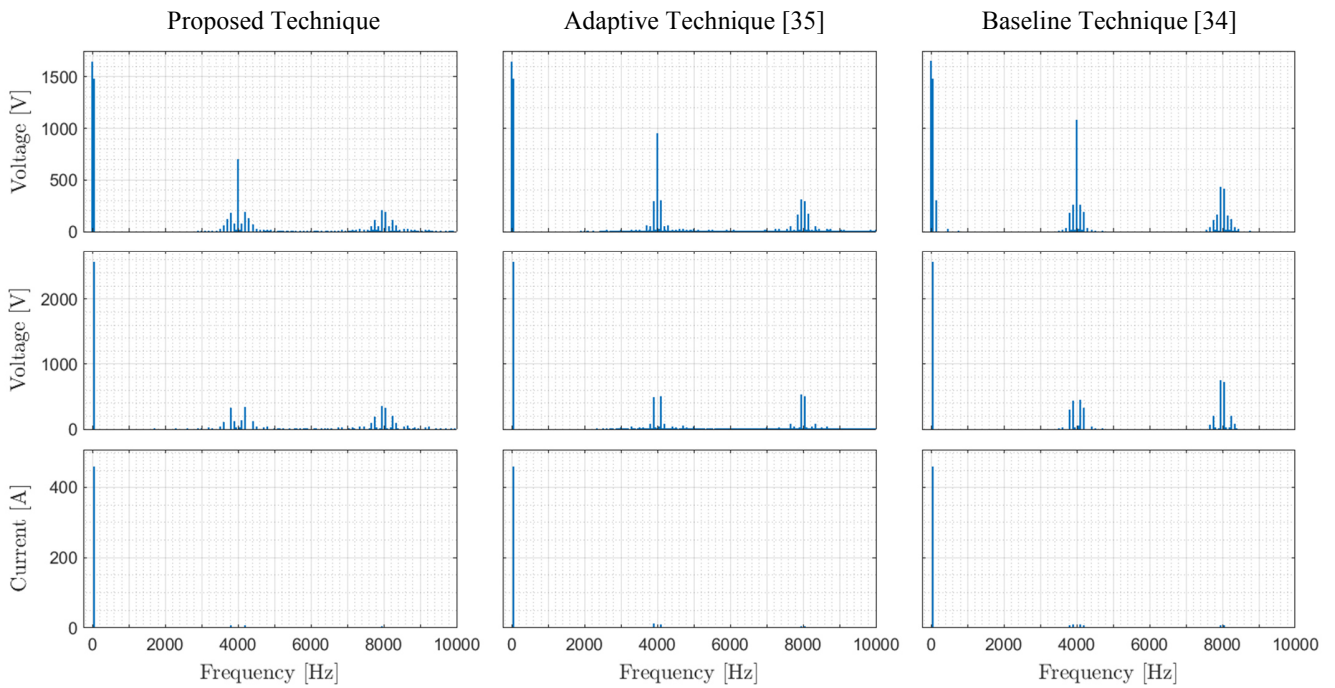 Proposed Technique
Adaptive Technique [35]
Baseline Technique [34]
Voltage [V]
1500
1000
500
0
Voltage [V]
2000
1000
0
Current [A]
400
200
0
0 2000 4000 6000 8000 10000
0 2000 4000 6000 8000 10000
0 2000 4000 6000 8000 10000
Frequency [Hz]
Frequency [Hz]
Frequency [Hz]